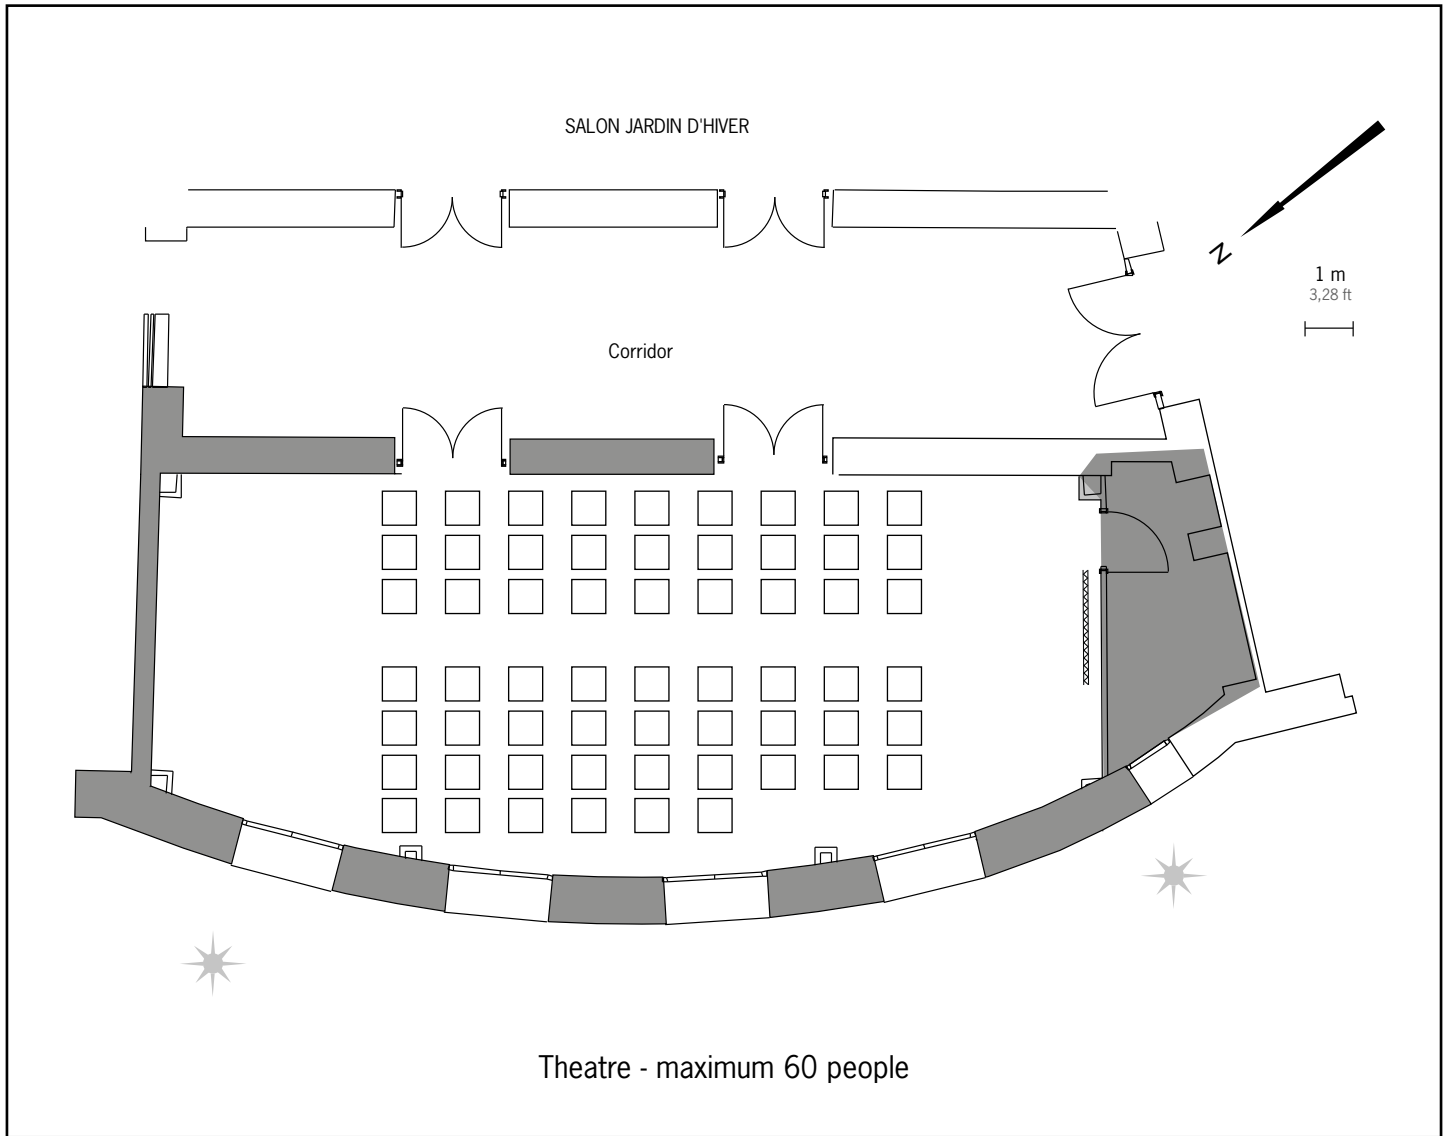 SALON JARDIN D'HIVER
N
1 m
3,28 ft
Corridor
Theatre - maximum 60 people